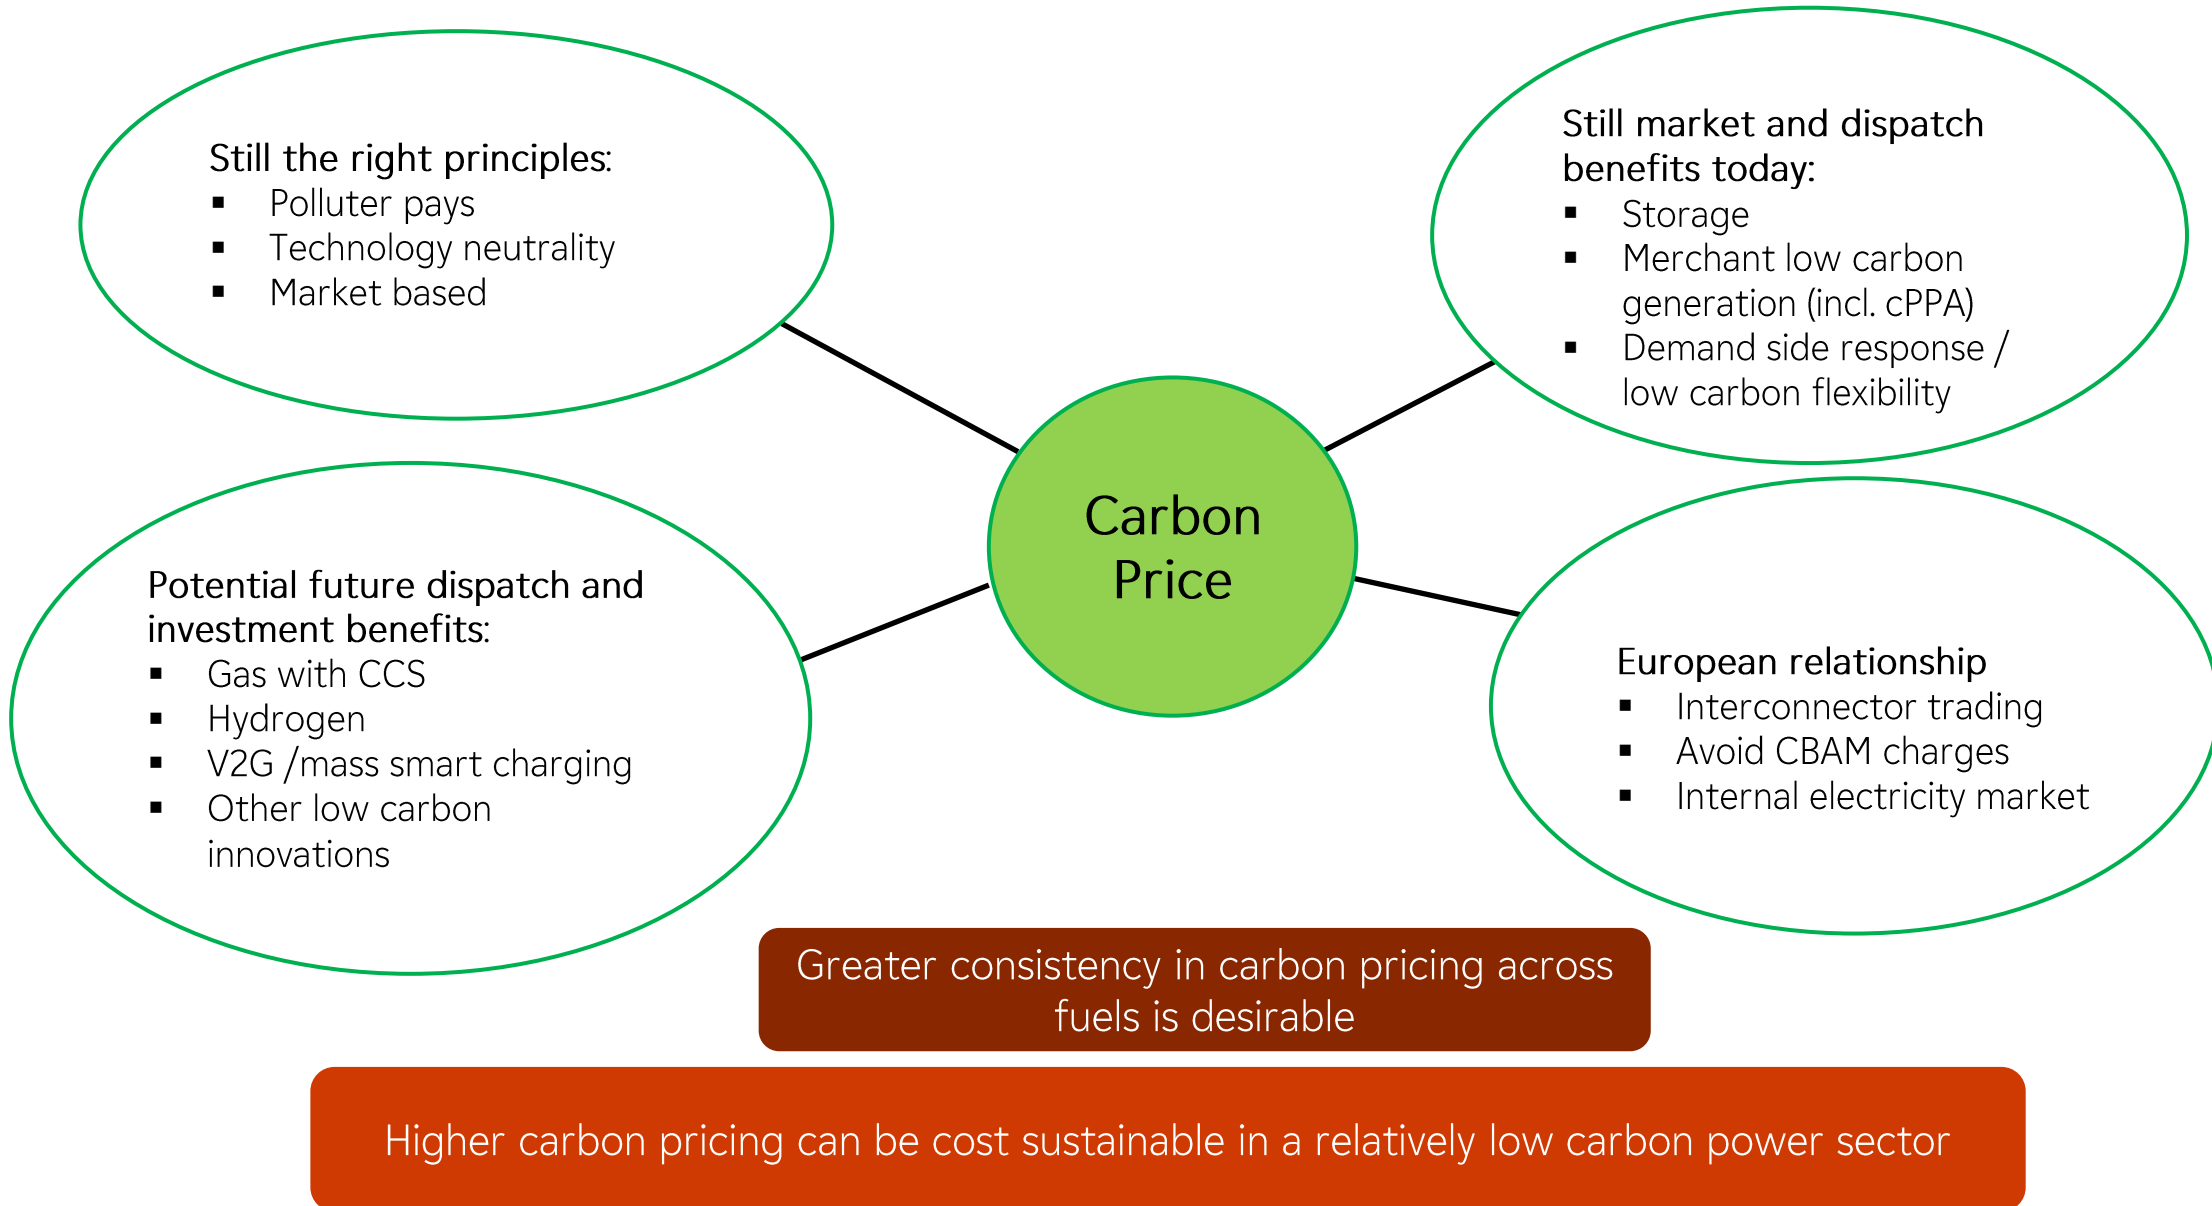 Still the right principles:
▪ Polluter pays
▪ Technology neutrality
▪ Market based
Still market and dispatch
benefits today:
▪ Storage
▪ Merchant low carbon
generation (incl. cPPA)
▪ Demand side response /
low carbon flexibility
Carbon
Price
Potential future dispatch and
investment benefits:
▪ Gas with CCS
▪ Hydrogen
▪ V2G /mass smart charging
▪ Other low carbon
innovations
European relationship
▪ Interconnector trading
▪ Avoid CBAM charges
▪ Internal electricity market
Greater consistency in carbon pricing across
fuels is desirable
Higher carbon pricing can be cost sustainable in a relatively low carbon power sector